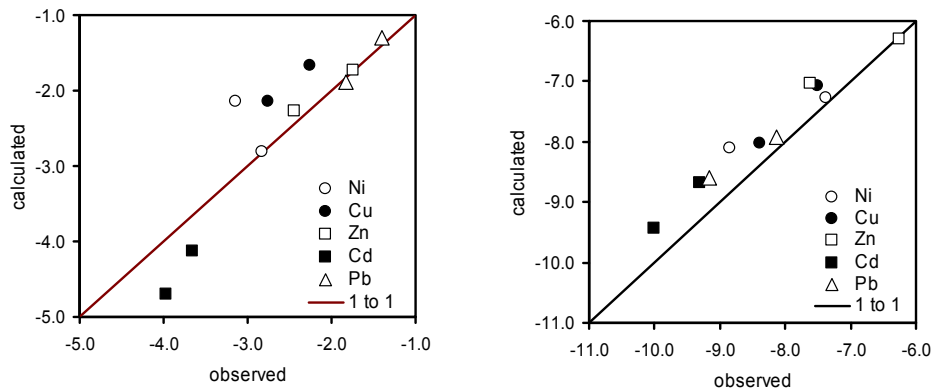 -1.0
-2.0
-3.0
-4.0
-5.0
calculated
-5.0 -4.0 -3.0 -2.0 -1.0
observed
Ni
Cu
Zn
Cd
Pb
1 to 1
-6.0
-7.0
-8.0
-9.0
-10.0
-11.0
calculated
-11.0 -10.0 -9.0 -8.0 -7.0 -6.0
observed
Ni
Cu
Zn
Cd
Pb
1 to 1